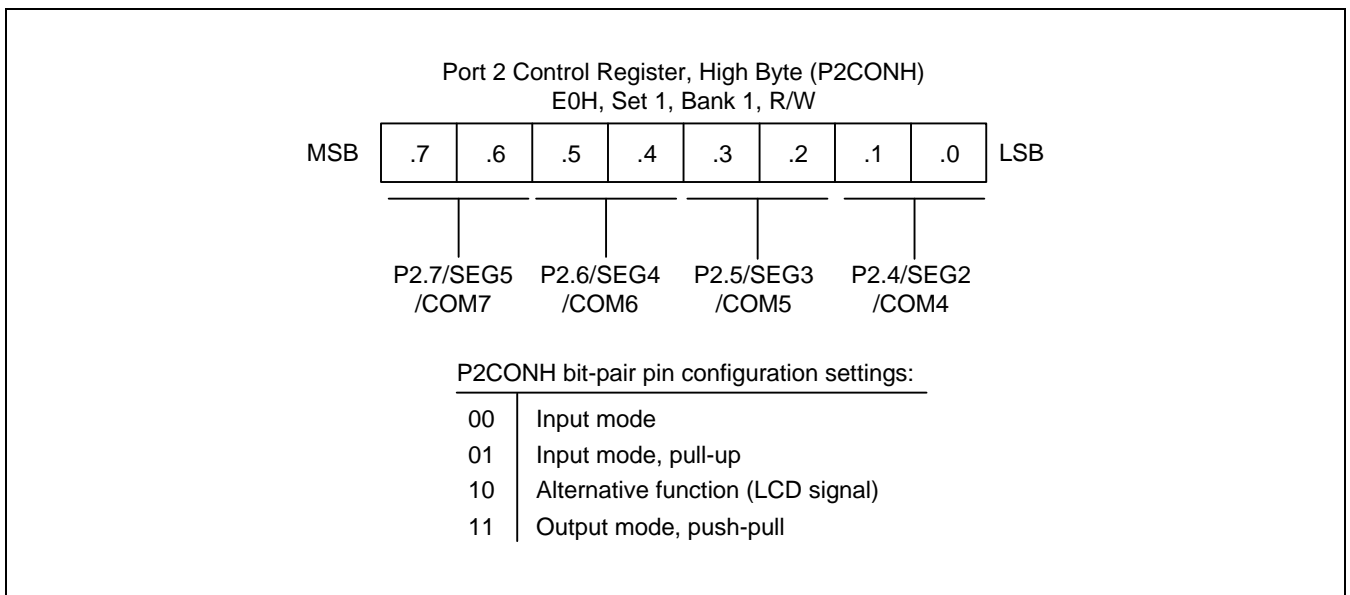 Port 2 Control Register, High Byte (P2CONH)
E0H, Set 1, Bank 1, R/W
MSB .7 .6 .5 .4 .3 .2 .1 .0 LSB
P2.7/SEG5 P2.6/SEG4 P2.5/SEG3 P2.4/SEG2
/COM7 /COM6 /COM5 /COM4
P2CONH bit-pair pin configuration settings:
00 Input mode
01 Input mode, pull-up
10 Alternative function (LCD signal)
11 Output mode, push-pull